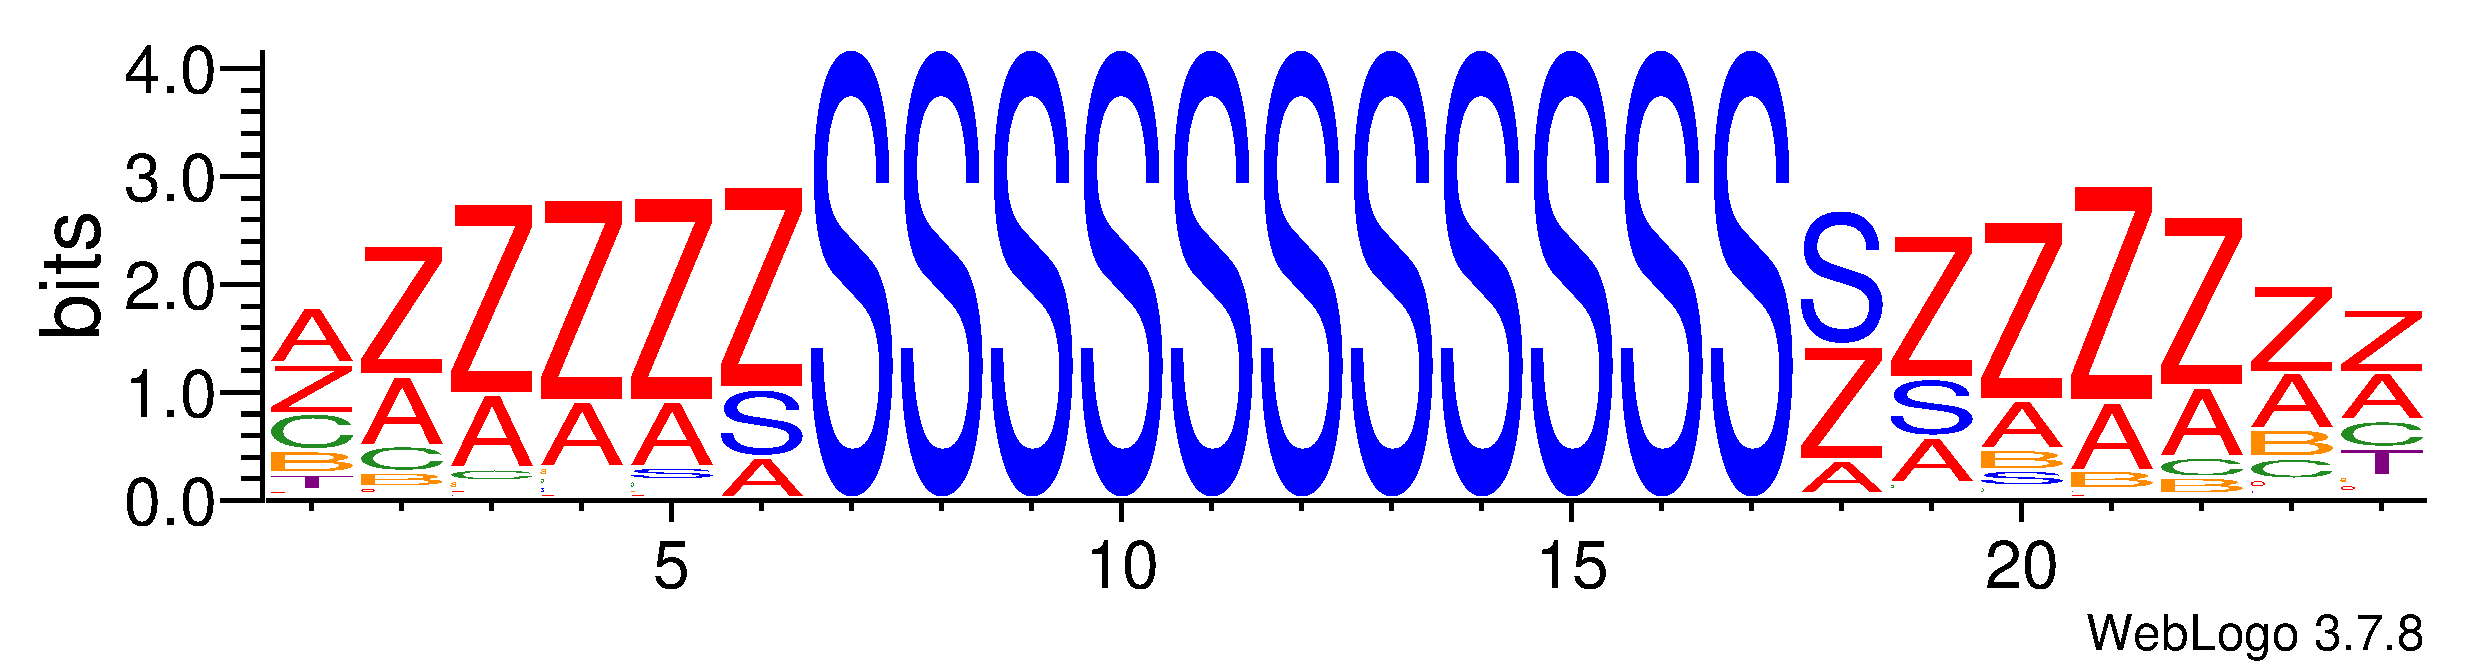 bits
4.0
3.0
2.0
1.0
0.0
A Z C B T
Z A C B
Z A C
Z A
Z A S
Z S A
S
S
S
S
S
S
S
S
S
S
S
S Z A
Z S A
Z A B S
Z A B
Z A C B
Z A B C
Z A C T
5 10 15 20
WebLogo 3.7.8